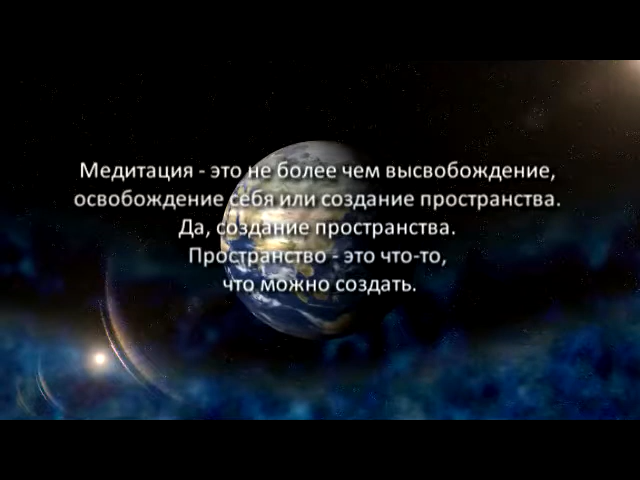 Медитация - это не более чем высвобождение,
освобождение себя или создание пространства.
Да, создание пространства.
Пространство - это что-то,
что можно создать.